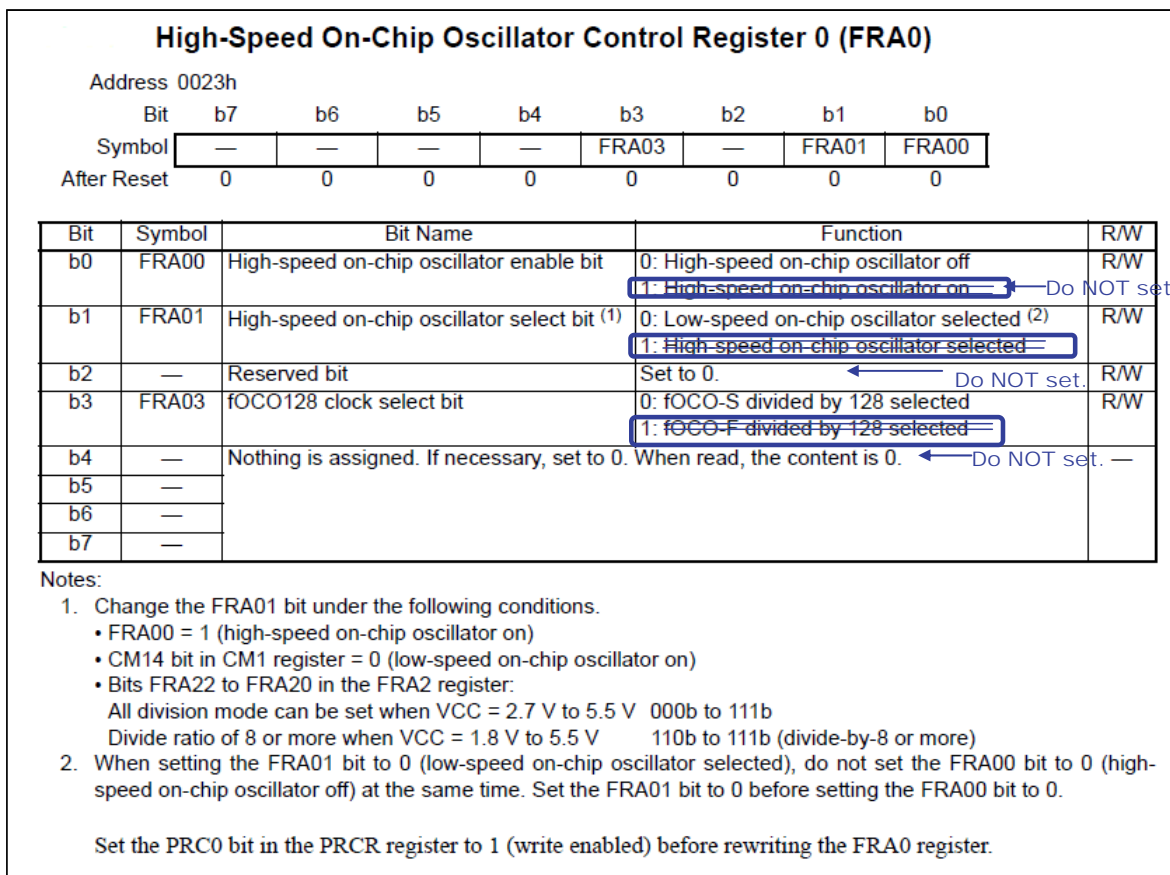 High-Speed On-Chip Oscillator Control Register 0 (FRA0)
Address 0023h
Bit b7 b6 b5 b4 b3 b2 b1 b0
Symbol — — — — FRA03 — FRA01 FRA00
After Reset 0 0 0 0 0 0 0 0
Bit Symbol Bit Name Function R/W
b0 FRA00 High-speed on-chip oscillator enable bit 0: High-speed on-chip oscillator off R/W
1: High-speed on-chip oscillator on Do NOT set
b1 FRA01 High-speed on-chip oscillator select bit (1) 0: Low-speed on-chip oscillator selected (2) R/W
1: High-speed on-chip oscillator selected
b2 — Reserved bit Set to 0. Do NOT set. R/W
b3 FRA03 fOCO128 clock select bit 0: fOCO-S divided by 128 selected R/W
1: fOCO-F divided by 128 selected
b4 — Nothing is assigned. If necessary, set to 0. When read, the content is 0. Do NOT set. —
b5 —
b6 —
b7 —
Notes:
1. Change the FRA01 bit under the following conditions.
• FRA00 = 1 (high-speed on-chip oscillator on)
• CM14 bit in CM1 register = 0 (low-speed on-chip oscillator on)
• Bits FRA22 to FRA20 in the FRA2 register:
All division mode can be set when VCC = 2.7 V to 5.5 V 000b to 111b
Divide ratio of 8 or more when VCC = 1.8 V to 5.5 V 110b to 111b (divide-by-8 or more)
2. When setting the FRA01 bit to 0 (low-speed on-chip oscillator selected), do not set the FRA00 bit to 0 (high-
speed on-chip oscillator off) at the same time. Set the FRA01 bit to 0 before setting the FRA00 bit to 0.
Set the PRC0 bit in the PRCR register to 1 (write enabled) before rewriting the FRA0 register.